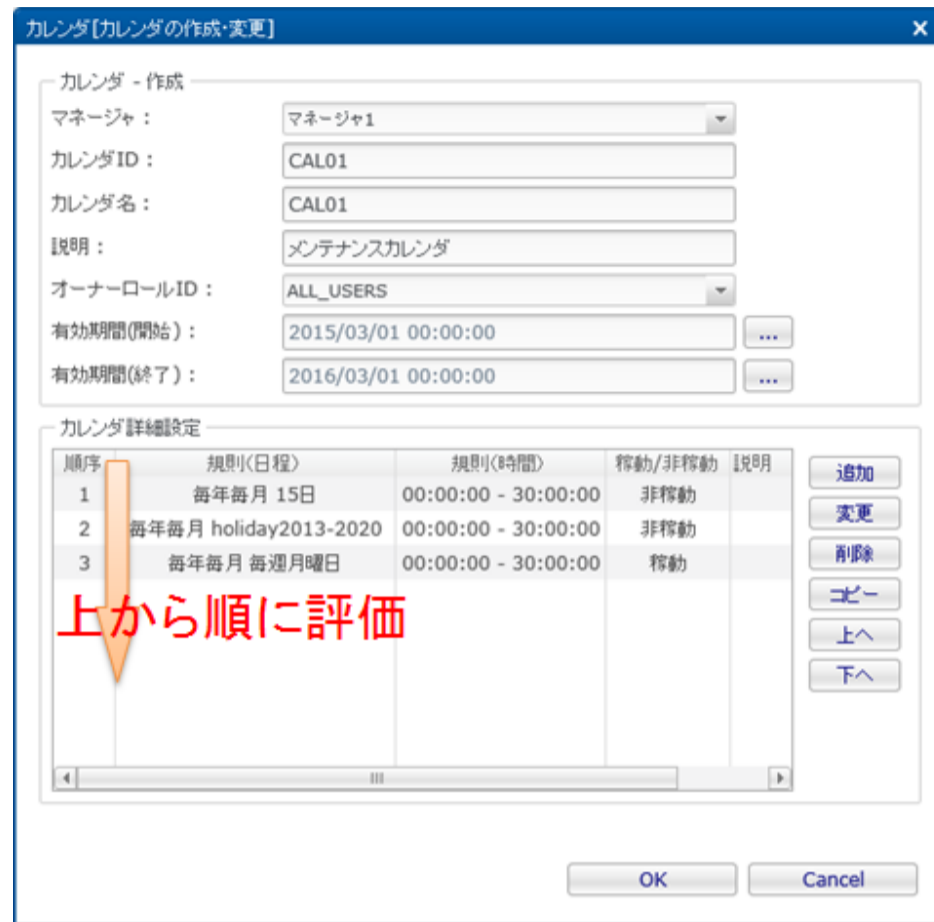 カレンダ[カレンダの作成・変更]
カレンダ - 作成
マネージャ： マネージャ1
カレンダID： CAL01
カレンダ名： CAL01
説明： メンテナンスカレンダ
オーナーロールID： ALL_USERS
有効期間(開始)： 2015/03/01 00:00:00 ...
有効期間(終了)： 2016/03/01 00:00:00 ...
カレンダ詳細設定
順序 規則(日程) 規則(時間) 稼動/非稼動 説明
1 毎年毎月 15日 00:00:00 - 30:00:00 非稼動
2 毎年毎月 holiday2013-2020 00:00:00 - 30:00:00 非稼動
3 毎年毎月 毎週月曜日 00:00:00 - 30:00:00 稼動
上から順に評価
追加
変更
削除
コピー
上へ
下へ
OK Cancel